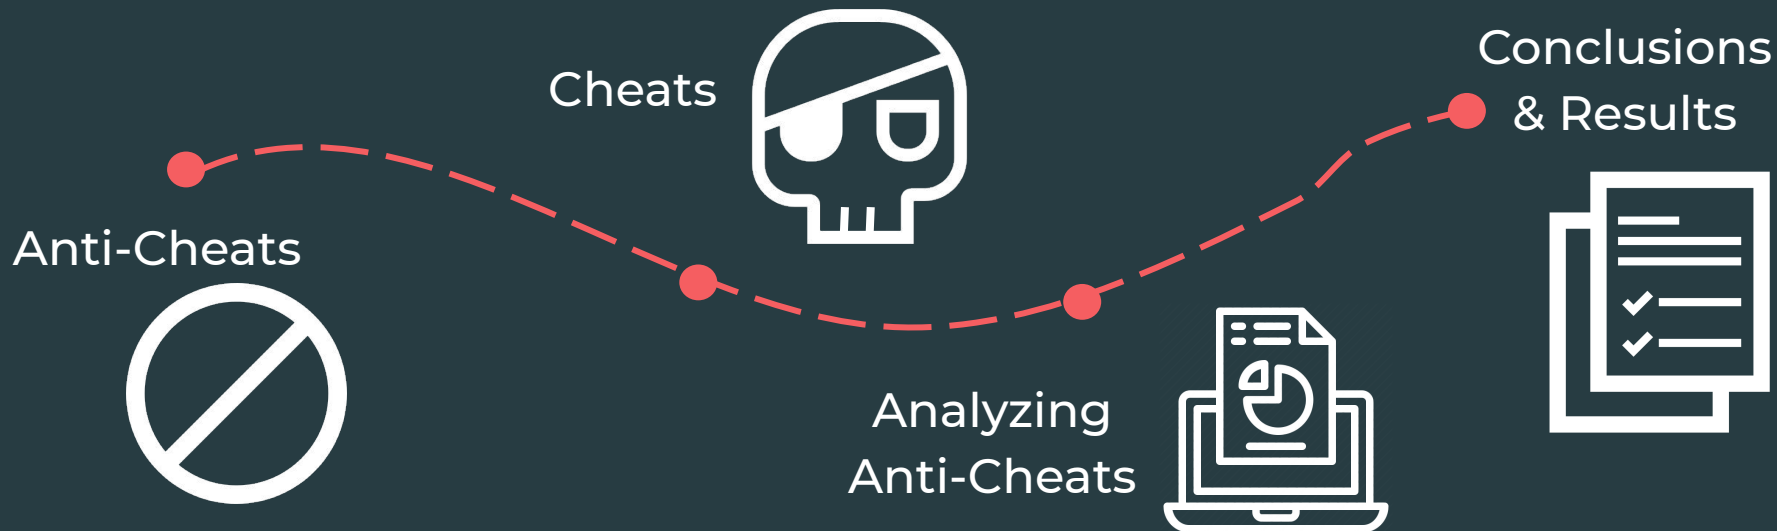 Anti-Cheats
Cheats
Analyzing
Anti-Cheats
Conclusions
& Results